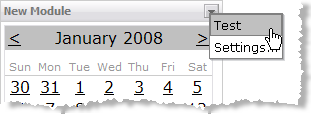 New Module
Test
Settings...
< January 2008 >
Sun Mon Tue Wed Thu Fri Sat
30 31 1 2 3 4 5